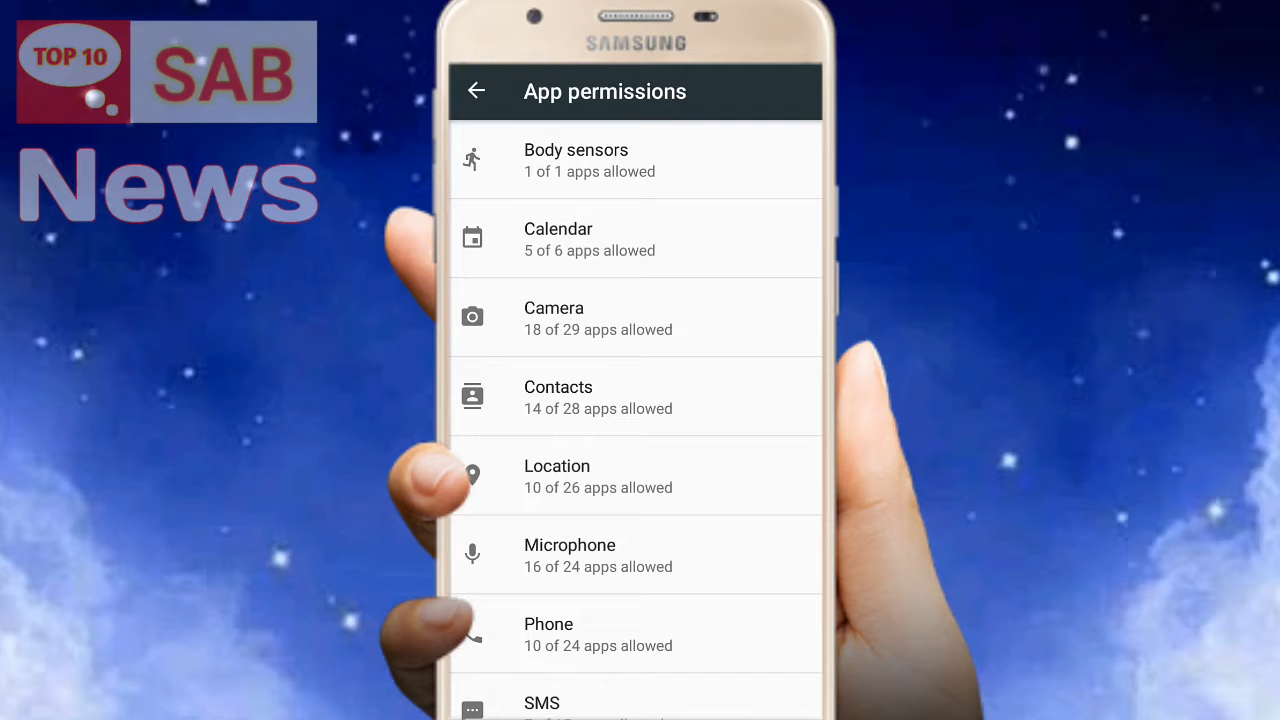 TOP 10
SAB
News
SAMSUNG
App permissions
Body sensors
1 of 1 apps allowed
Calendar
5 of 6 apps allowed
Camera
18 of 29 apps allowed
Contacts
14 of 28 apps allowed
Location
10 of 26 apps allowed
Microphone
16 of 24 apps allowed
Phone
10 of 24 apps allowed
SMS